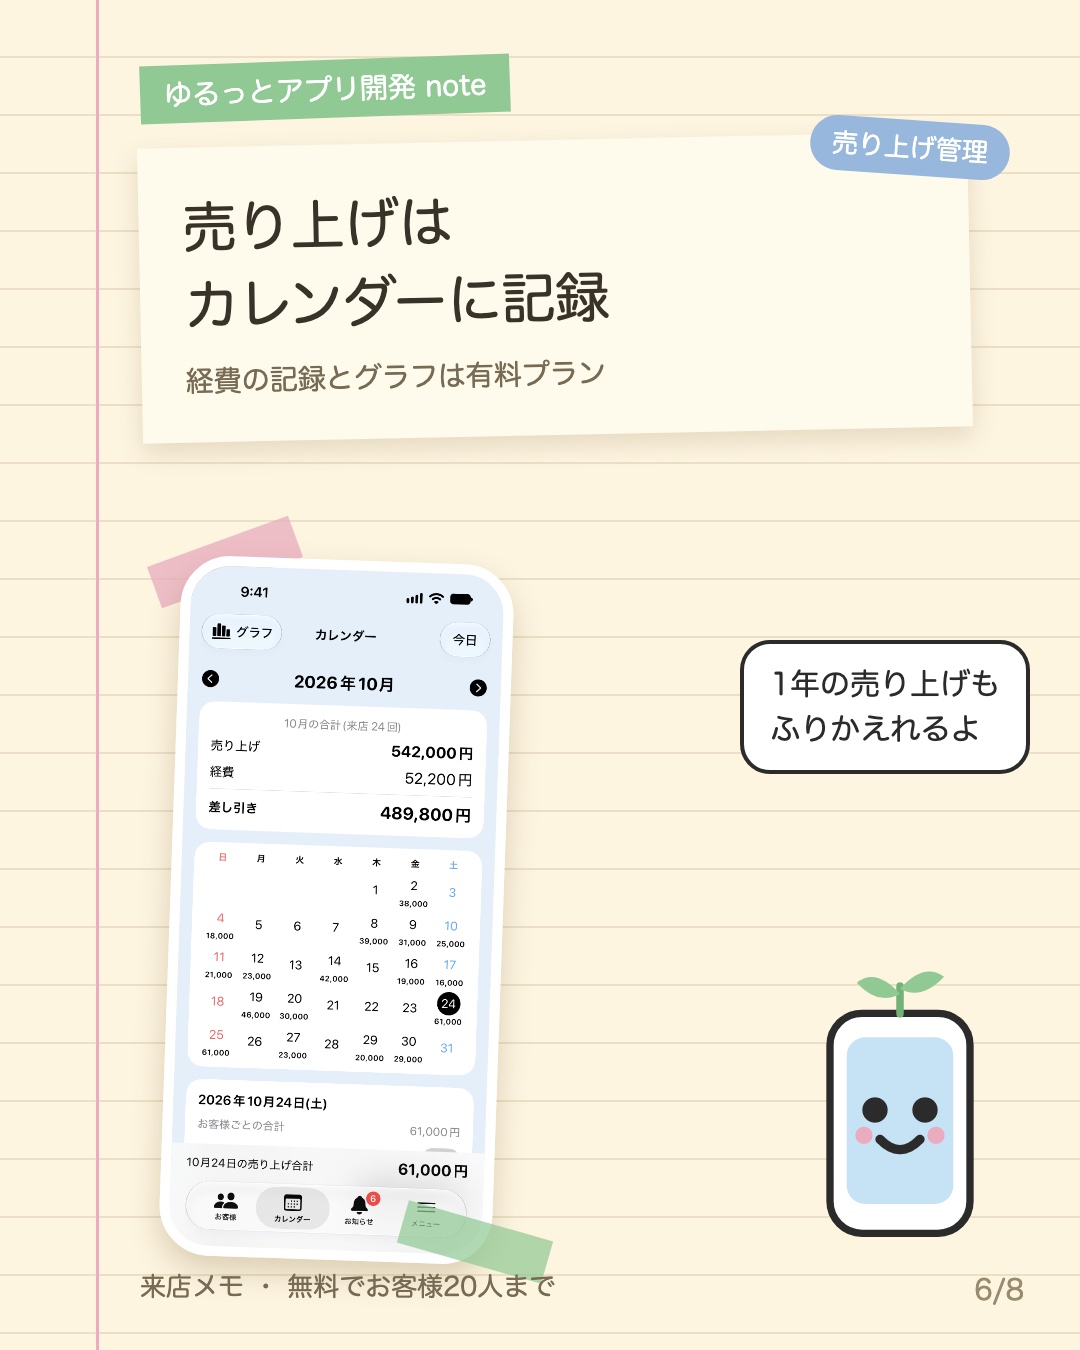 ゆるっとアプリ開発 note
売り上げ管理
売り上げは
カレンダーに記録
経費の記録とグラフは有料プラン
9:41
グラフ
カレンダー
今日
2026年10月
10月の合計(来店 24回)
売り上げ 542,000円
経費 52,200円
差し引き 489,800円
日 月 火 水 木 金 土
1 2 3
38,000
4 5 6 7 8 9 10
18,000 39,000 31,000 25,000
11 12 13 14 15 16 17
21,000 23,000 42,000 19,000 16,000
18 19 20 21 22 23 24
46,000 30,000 61,000
25 26 27 28 29 30 31
61,000 23,000 20,000 29,000
2026年10月24日(土)
お客様ごとの合計 61,000円
10月24日の売り上げ合計 61,000円
6
お客様 カレンダー お知らせ メニュー
1年の売り上げも
ふりかえれるよ
来店メモ ・ 無料でお客様20人まで
6/8